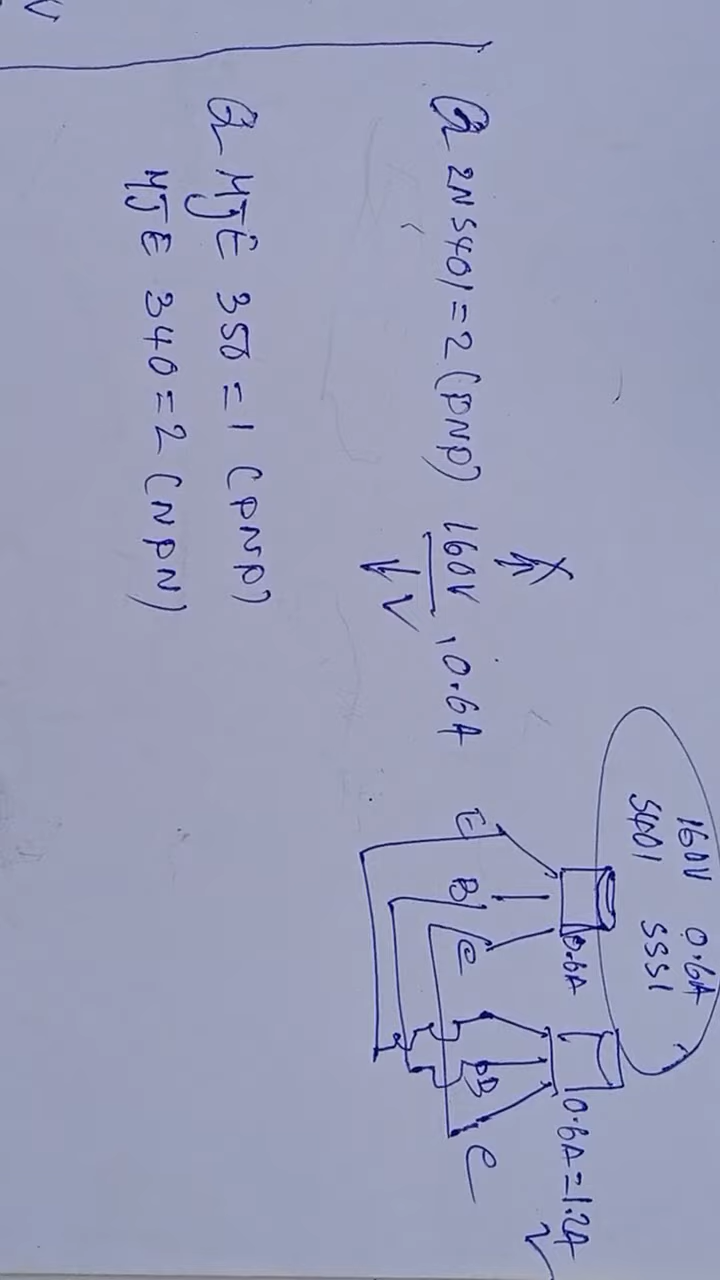 160V 0.6A
5401 5551
Q 2N5401 = 2 (PNP) 160V, 0.6A
E
B
C
0.6A
B
C
0.6A = 1.2A
Q MJE 350 = 1 (PNP)
MJE 340 = 2 (NPN)
V